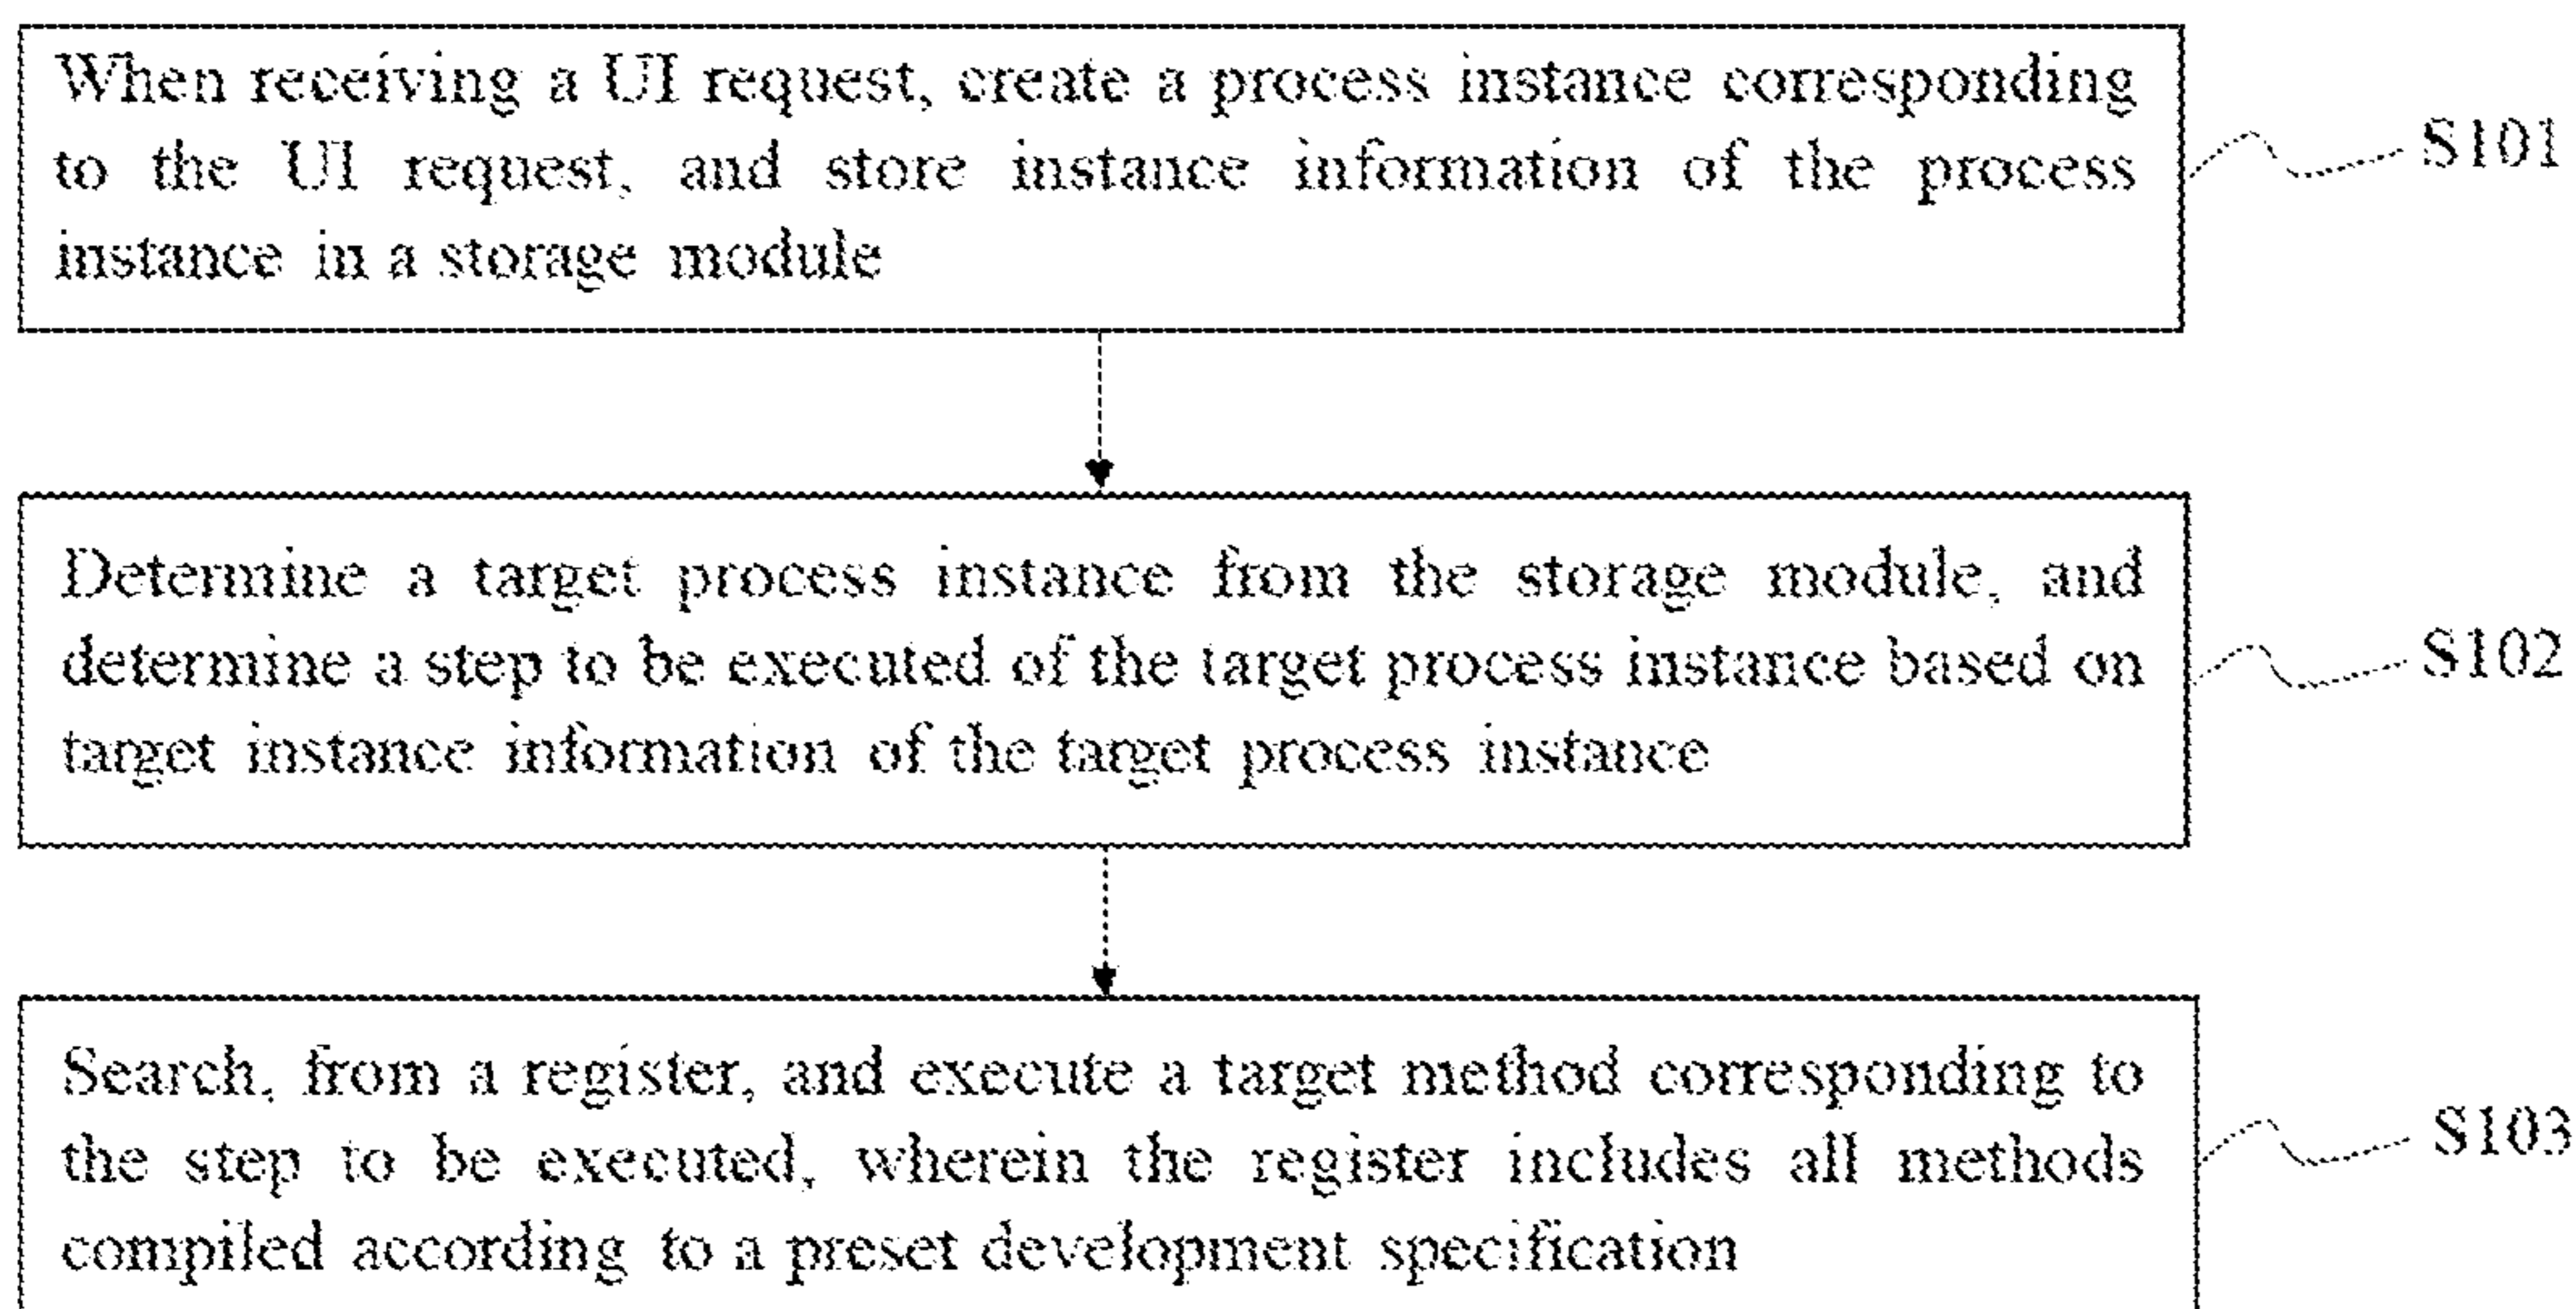 When receiving a UI request, create a process instance corresponding
to the UI request, and store instance information of the process
instance in a storage module
S101
Determine a target process instance from the storage module, and
determine a step to be executed of the target process instance based on
target instance information of the target process instance
S102
Search, from a register, and execute a target method corresponding to
the step to be executed, wherein the register includes all methods
compiled according to a preset development specification
S103